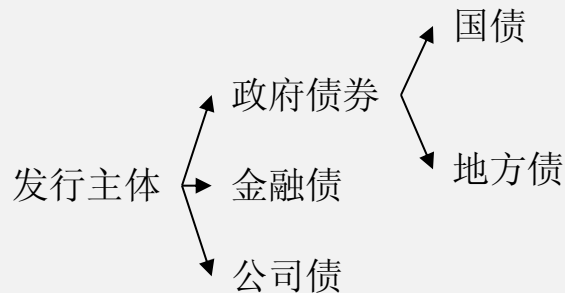 国债
政府债券
地方债
发行主体
金融债
公司债